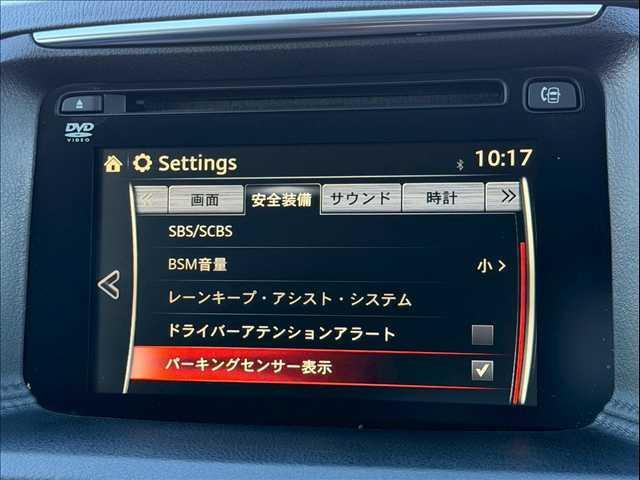 DVD
VIDEO
Settings 10:17
画面 安全装備 サウンド 時計
SBS/SCBS
BSM音量 小
レーンキープ・アシスト・システム
ドライバーアテンションアラート
パーキングセンサー表示